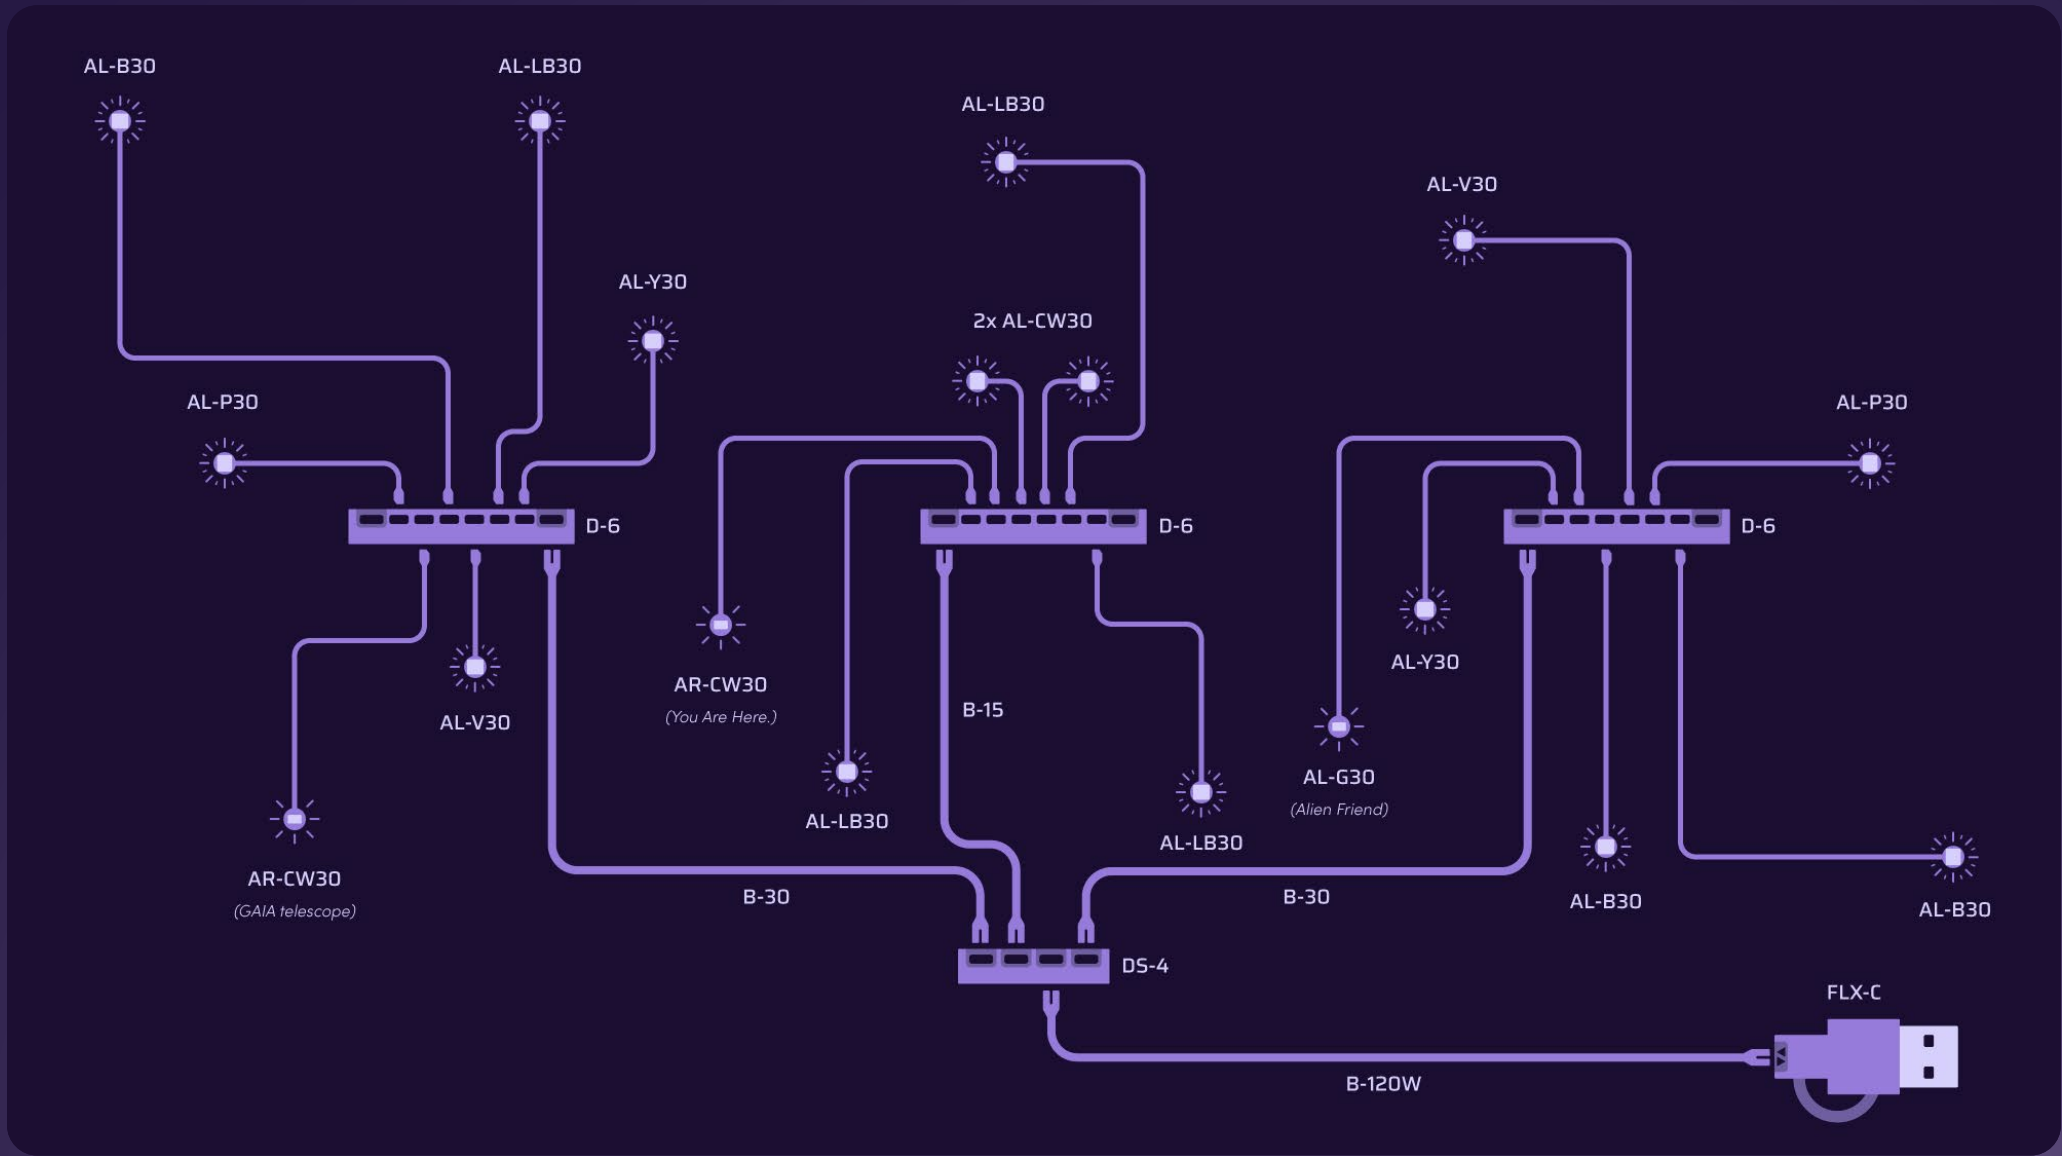 AL-B30
AL-LB30
AL-LB30
AL-V30
AL-Y30
2x AL-CW30
AL-P30
AL-P30
D-6
D-6
D-6
AL-Y30
AR-CW30
(You Are Here.)
B-15
AL-V30
AL-G30
(Alien Friend)
AL-LB30
AL-LB30
AR-CW30
(GAIA telescope)
B-30
B-30
AL-B30
AL-B30
DS-4
FLX-C
B-120W